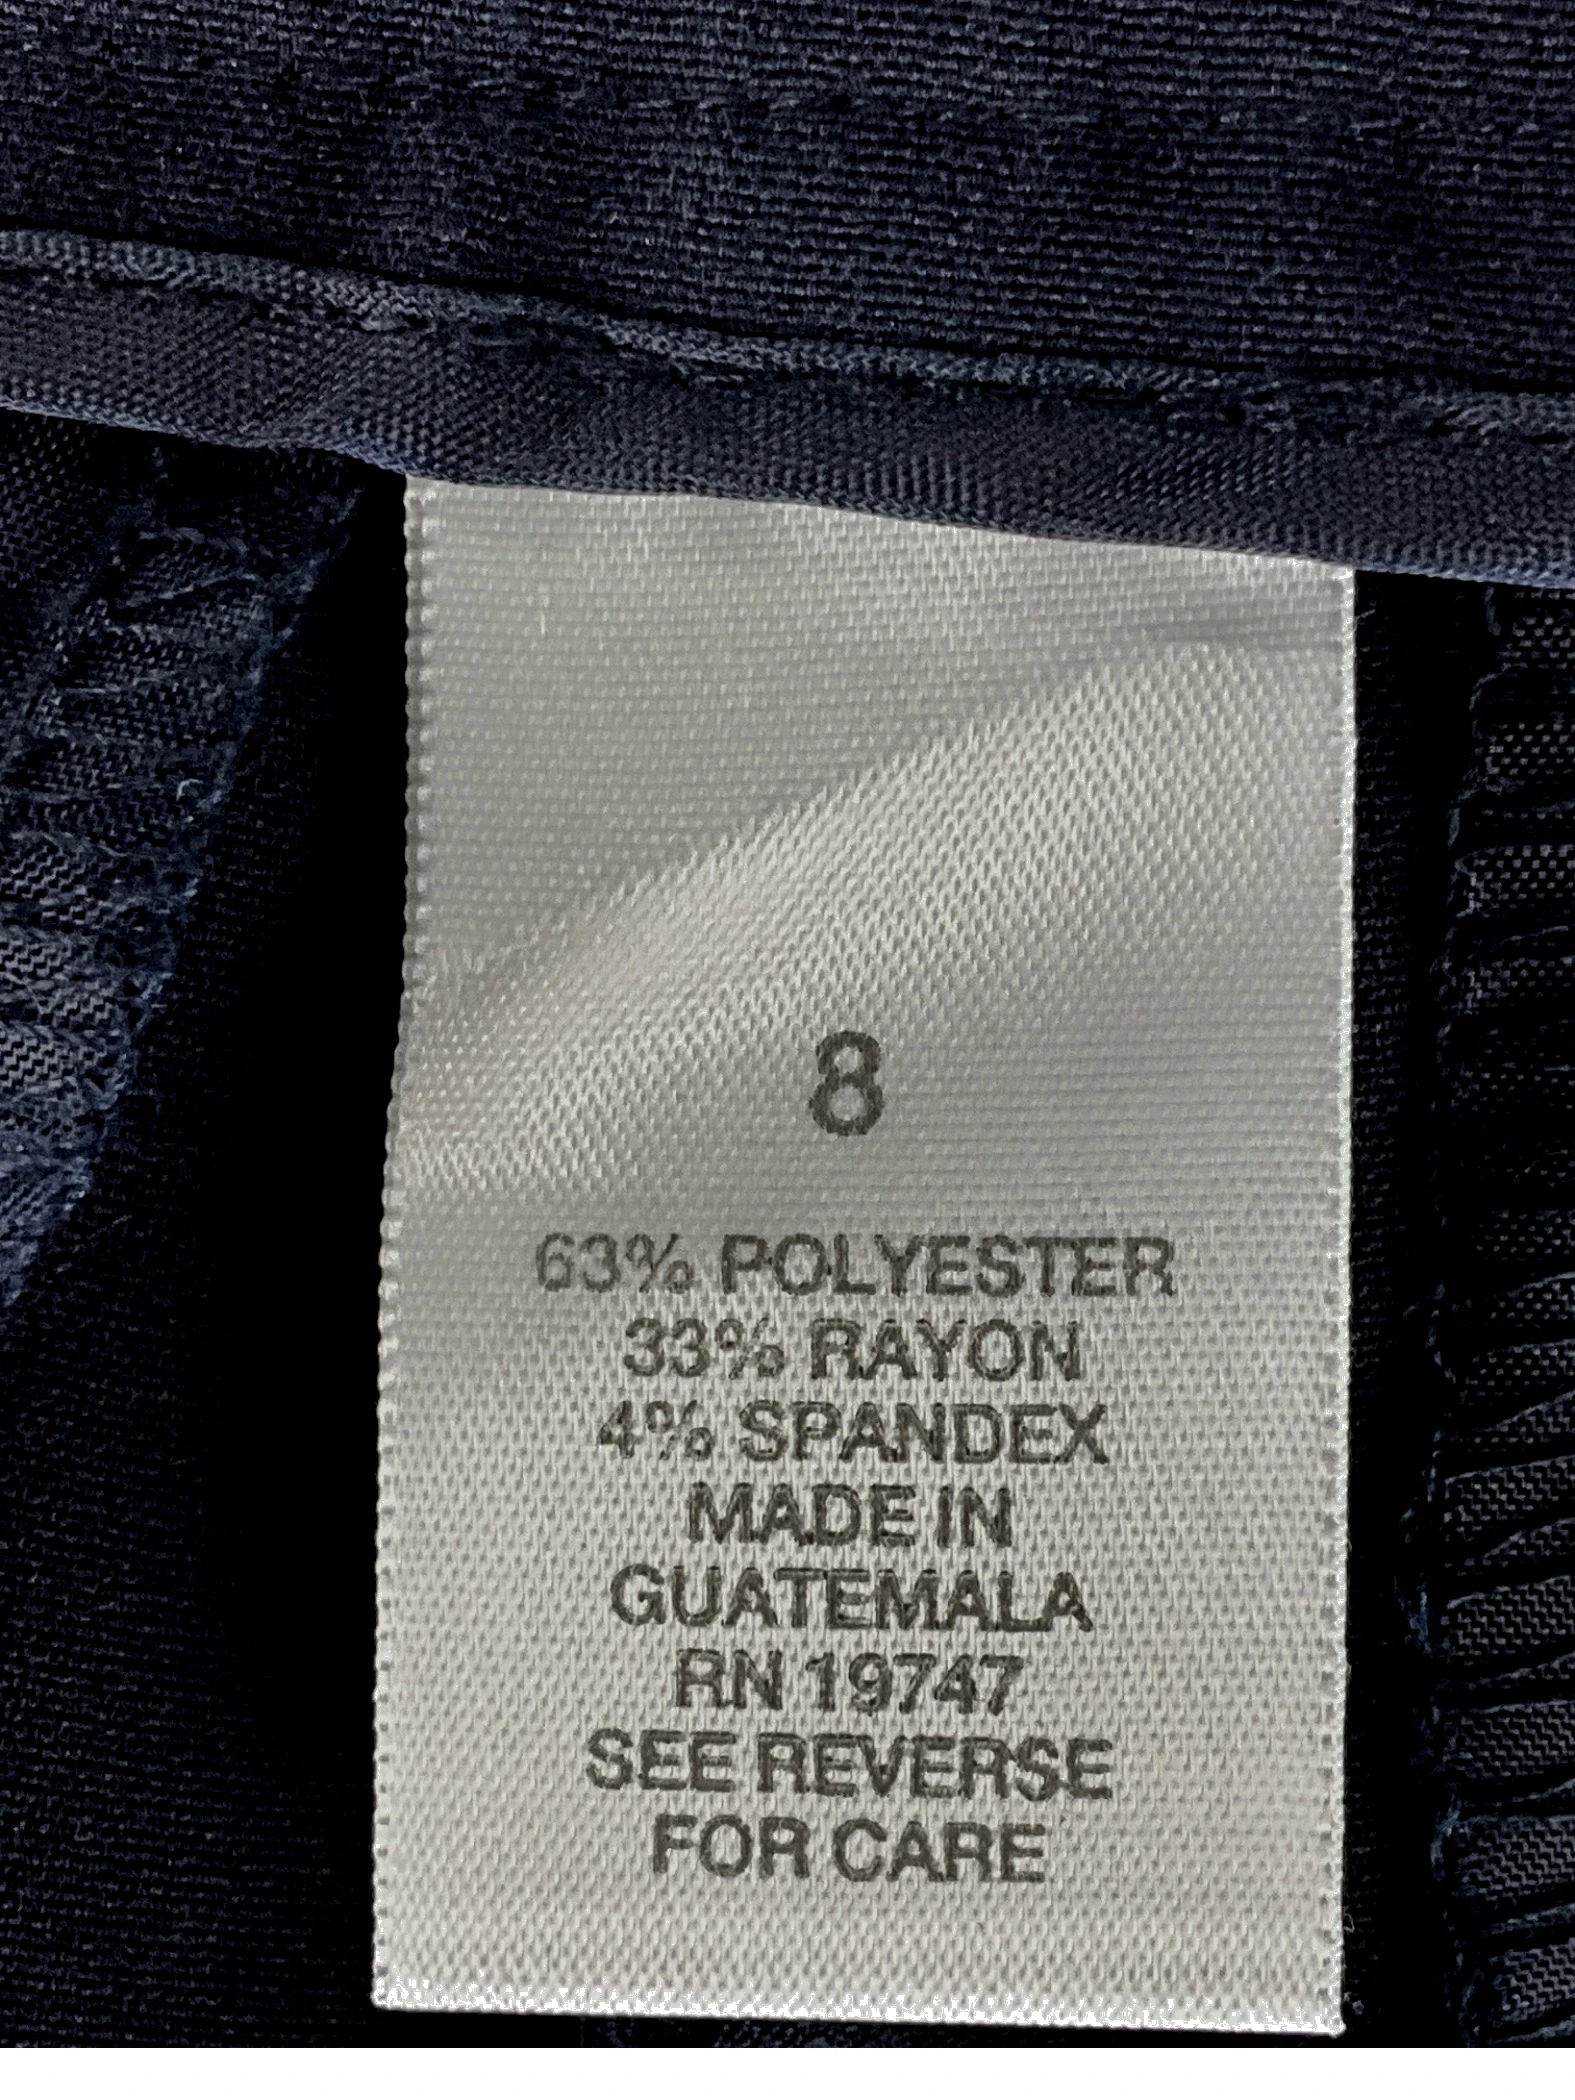 8
63% POLYESTER
33% RAYON
4% SPANDEX
MADE IN
GUATEMALA
RN 19747
SEE REVERSE
FOR CARE